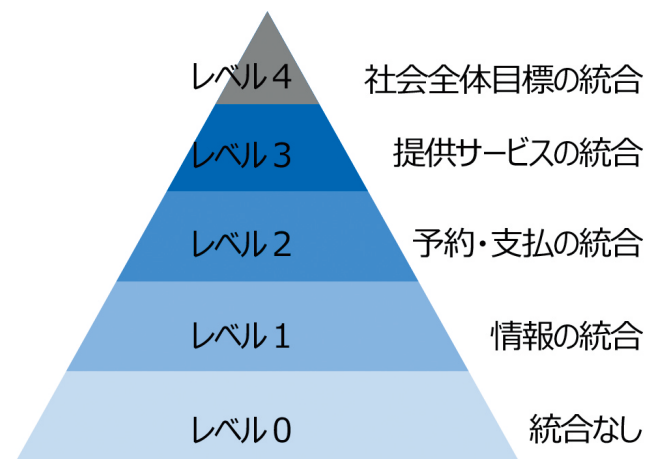 レベル４ 社会全体目標の統合
レベル３ 提供サービスの統合
レベル２ 予約・支払の統合
レベル１ 情報の統合
レベル０ 統合なし